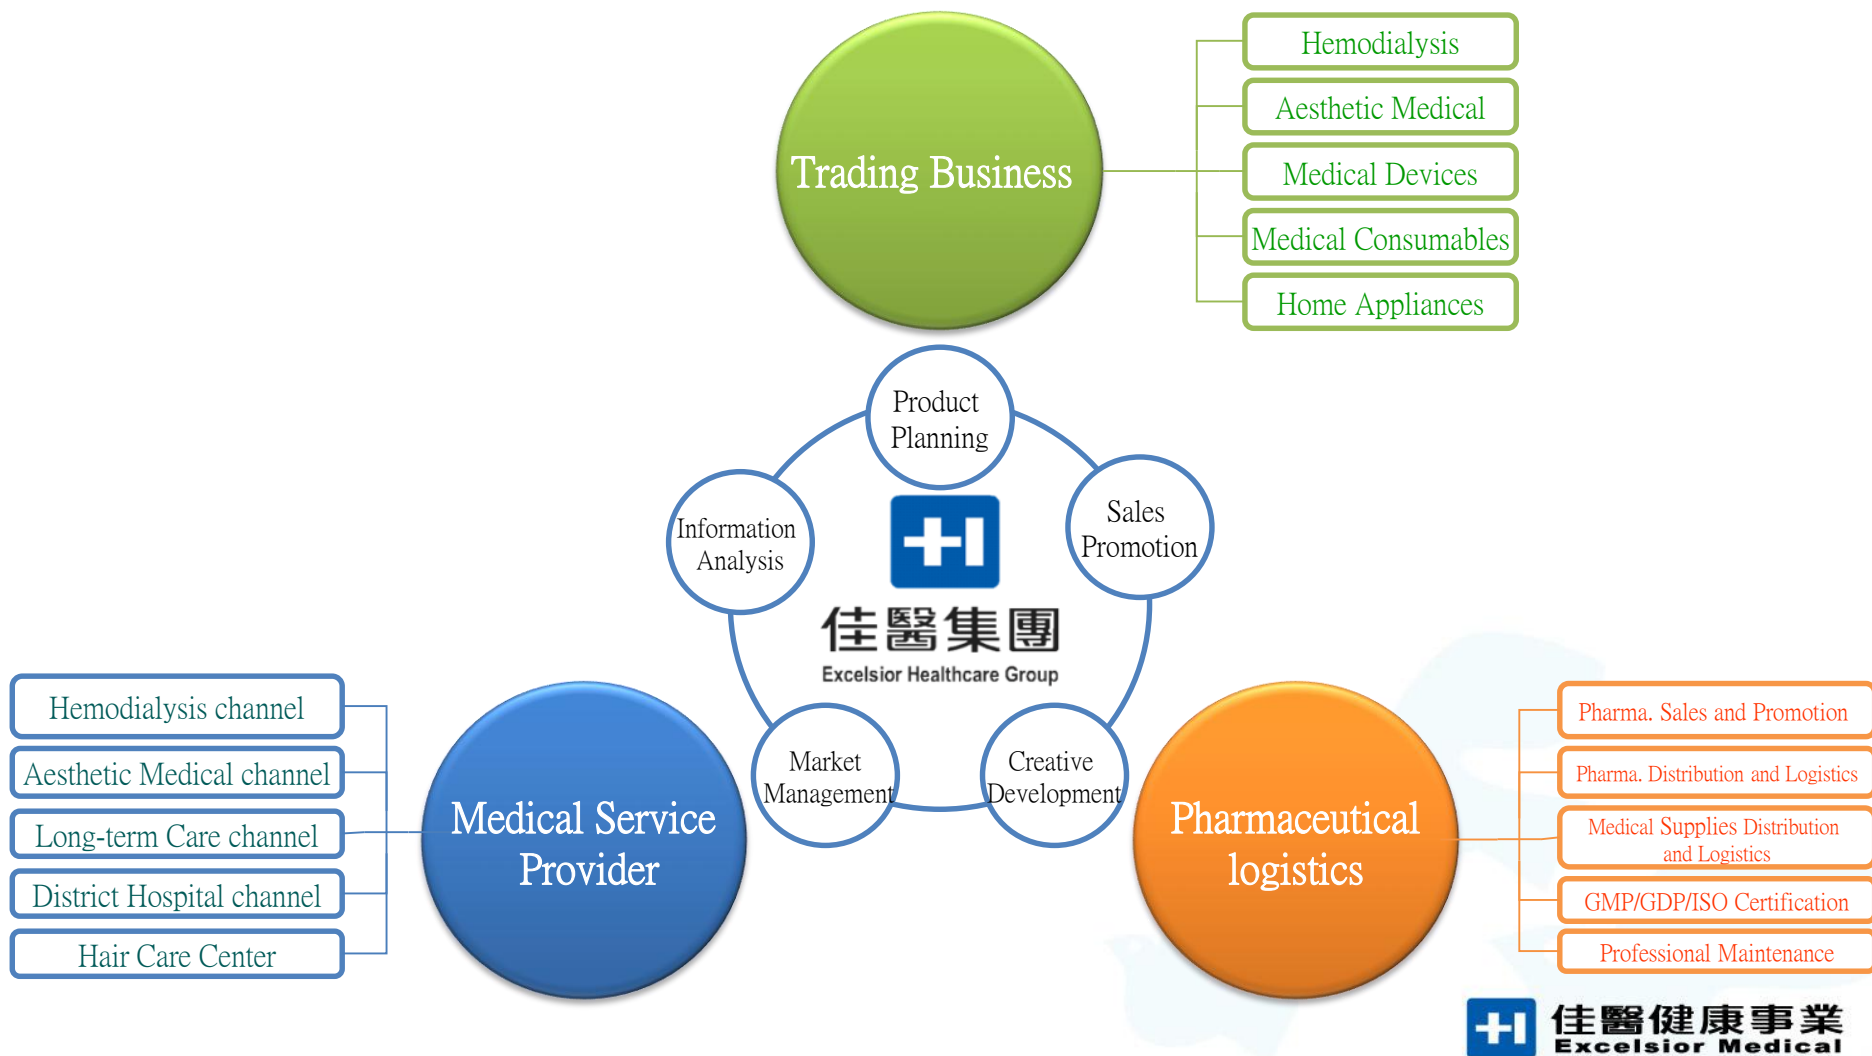 Trading Business
Hemodialysis
Aesthetic Medical
Medical Devices
Medical Consumables
Home Appliances
Product
Planning
Sales
Promotion
Information
Analysis
佳醫集團
Excelsior Healthcare Group
Market
Management
Creative
Development
Hemodialysis channel
Aesthetic Medical channel
Long-term Care channel
District Hospital channel
Hair Care Center
Medical Service
Provider
Pharmaceutical
logistics
Pharma. Sales and Promotion
Pharma. Distribution and Logistics
Medical Supplies Distribution
and Logistics
GMP/GDP/ISO Certification
Professional Maintenance
佳醫健康事業
Excelsior Medical